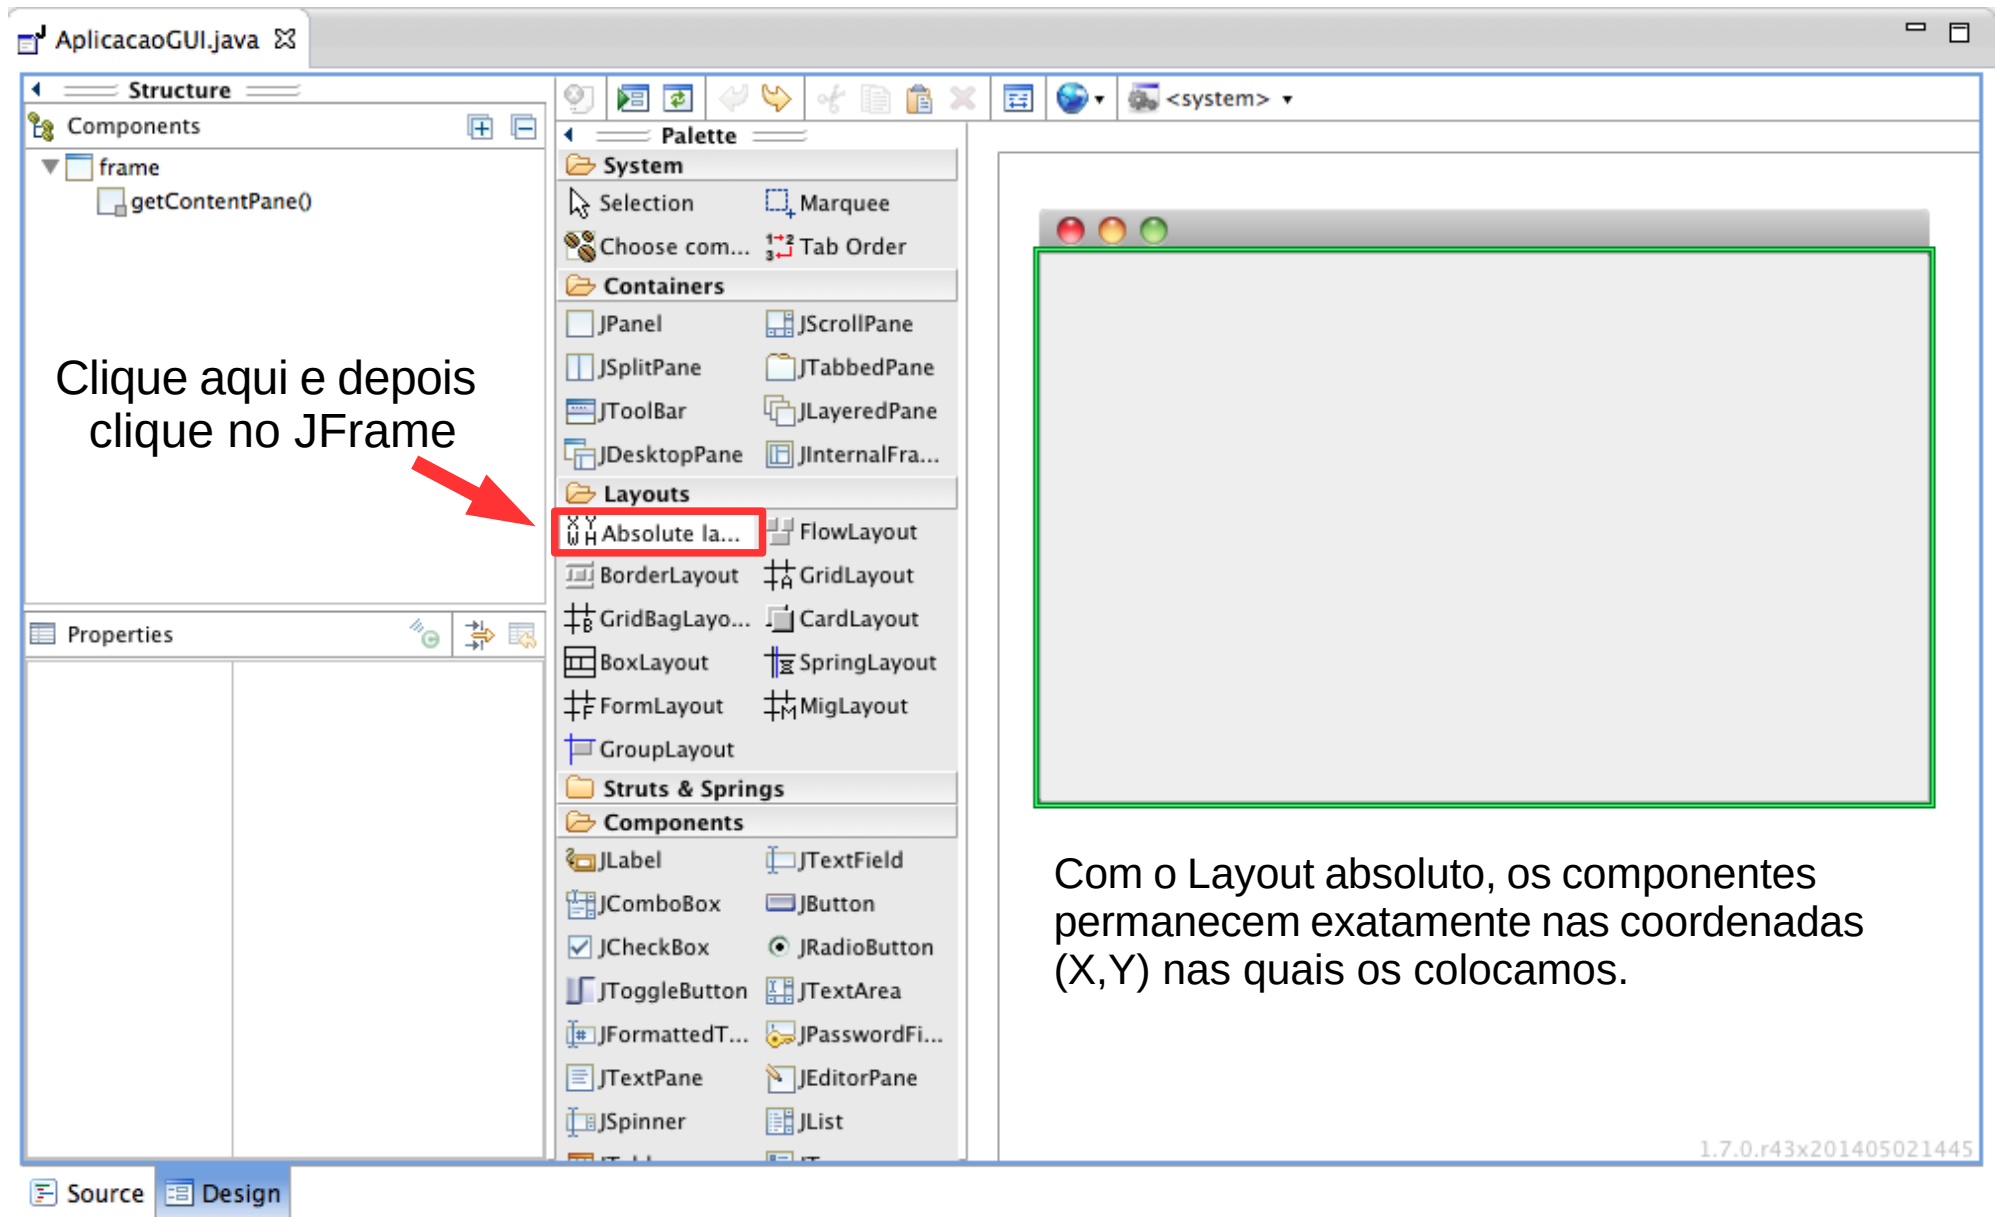 AplicacaoGUI.java
Structure
Components
frame
getContentPane()
Clique aqui e depois
clique no JFrame
Properties
<system>
Palette
System
Selection Marquee
Choose com... Tab Order
Containers
JPanel JScrollPane
JSplitPane JTabbedPane
JToolBar JLayeredPane
JDesktopPane JInternalFra...
Layouts
Absolute la... FlowLayout
BorderLayout GridLayout
GridBagLayo... CardLayout
BoxLayout SpringLayout
FormLayout MigLayout
GroupLayout
Struts & Springs
Components
JLabel JTextField
JComboBox JButton
JCheckBox JRadioButton
JToggleButton JTextArea
JFormattedT... JPasswordFi...
JTextPane JEditorPane
JSpinner JList
Com o Layout absoluto, os componentes
permanecem exatamente nas coordenadas
(X,Y) nas quais os colocamos.
1.7.0.r43x201405021445
Source Design